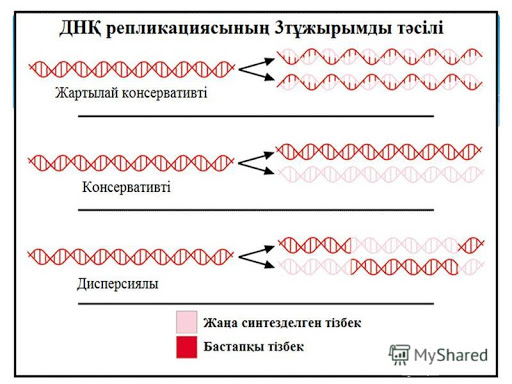 ДНҚ репликациясының 3тұжырымды тәсілі
Жартылай консервативті
Консервативті
Дисперсиялы
Жаңа синтезделген тізбек
Бастапқы тізбек
MyShared